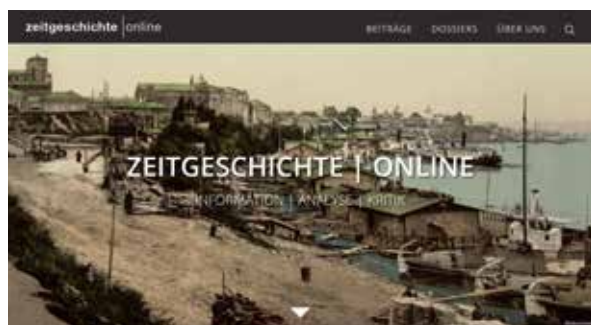 zeitgeschichte | online
BEITRÄGE DOSSIERS ÜBER UNS
ZEITGESCHICHTE | ONLINE
INFORMATION | ANALYSE | KRITIK